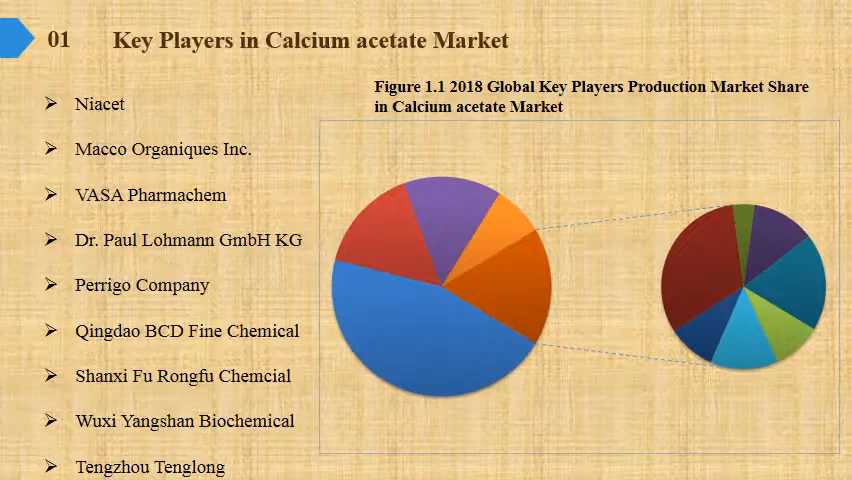 01 Key Players in Calcium acetate Market
Figure 1.1 2018 Global Key Players Production Market Share
in Calcium acetate Market
Niacet
Macco Organiques Inc.
VASA Pharmachem
Dr. Paul Lohmann GmbH KG
Perrigo Company
Qingdao BCD Fine Chemical
Shanxi Fu Rongfu Chemcial
Wuxi Yangshan Biochemical
Tengzhou Tenglong